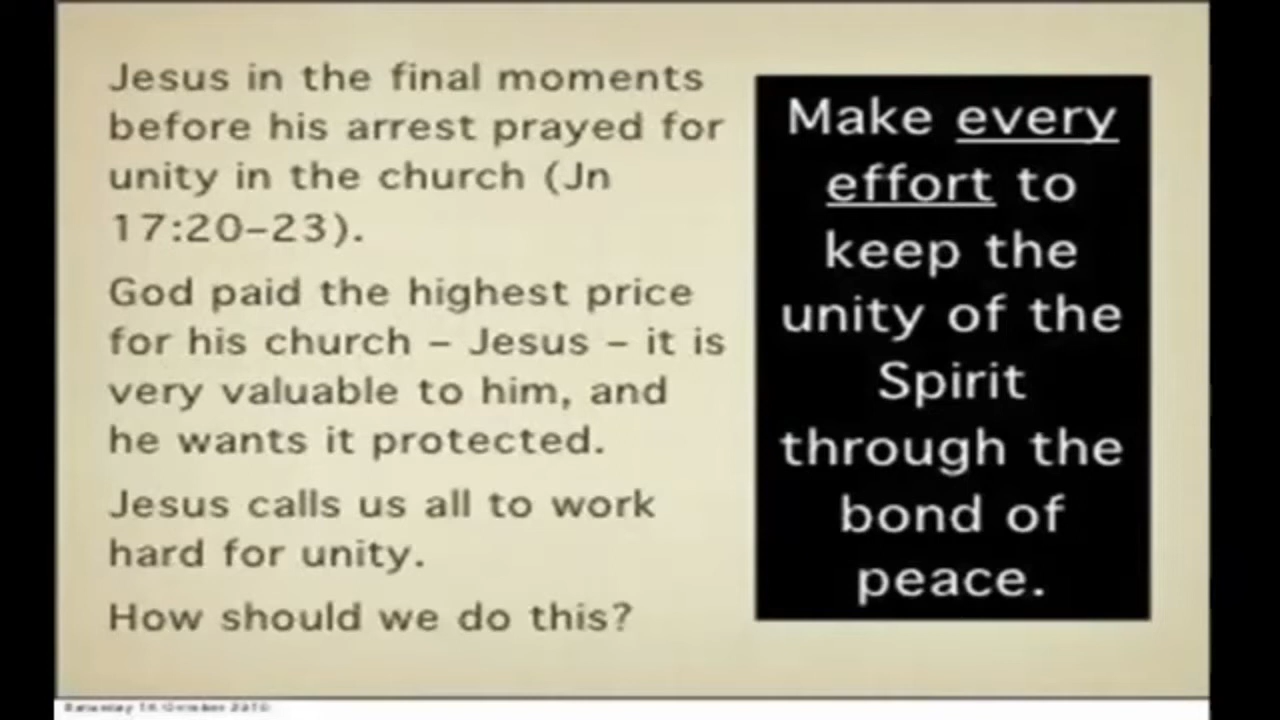 Jesus in the final moments
before his arrest prayed for
unity in the church (Jn
17:20–23).
God paid the highest price
for his church – Jesus – it is
very valuable to him, and
he wants it protected.
Jesus calls us all to work
hard for unity.
How should we do this?
Make every
effort to
keep the
unity of the
Spirit
through the
bond of
peace.
Saturday October